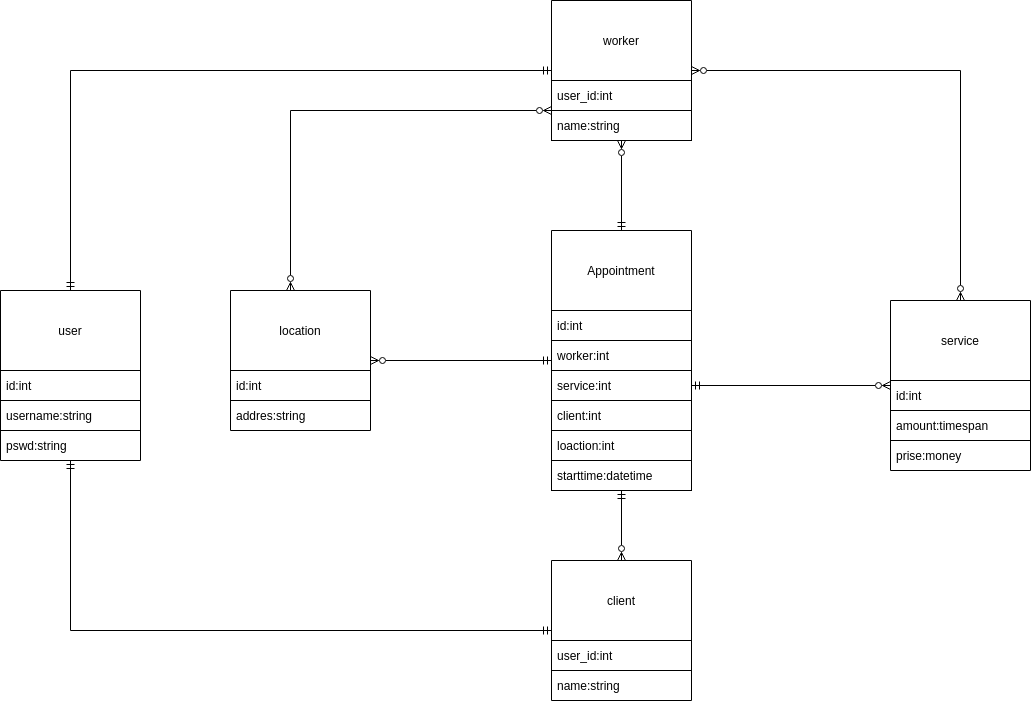 worker
user_id:int
name:string
user
id:int
username:string
pswd:string
location
id:int
addres:string
Appointment
id:int
worker:int
service:int
client:int
loaction:int
starttime:datetime
service
id:int
amount:timespan
prise:money
client
user_id:int
name:string